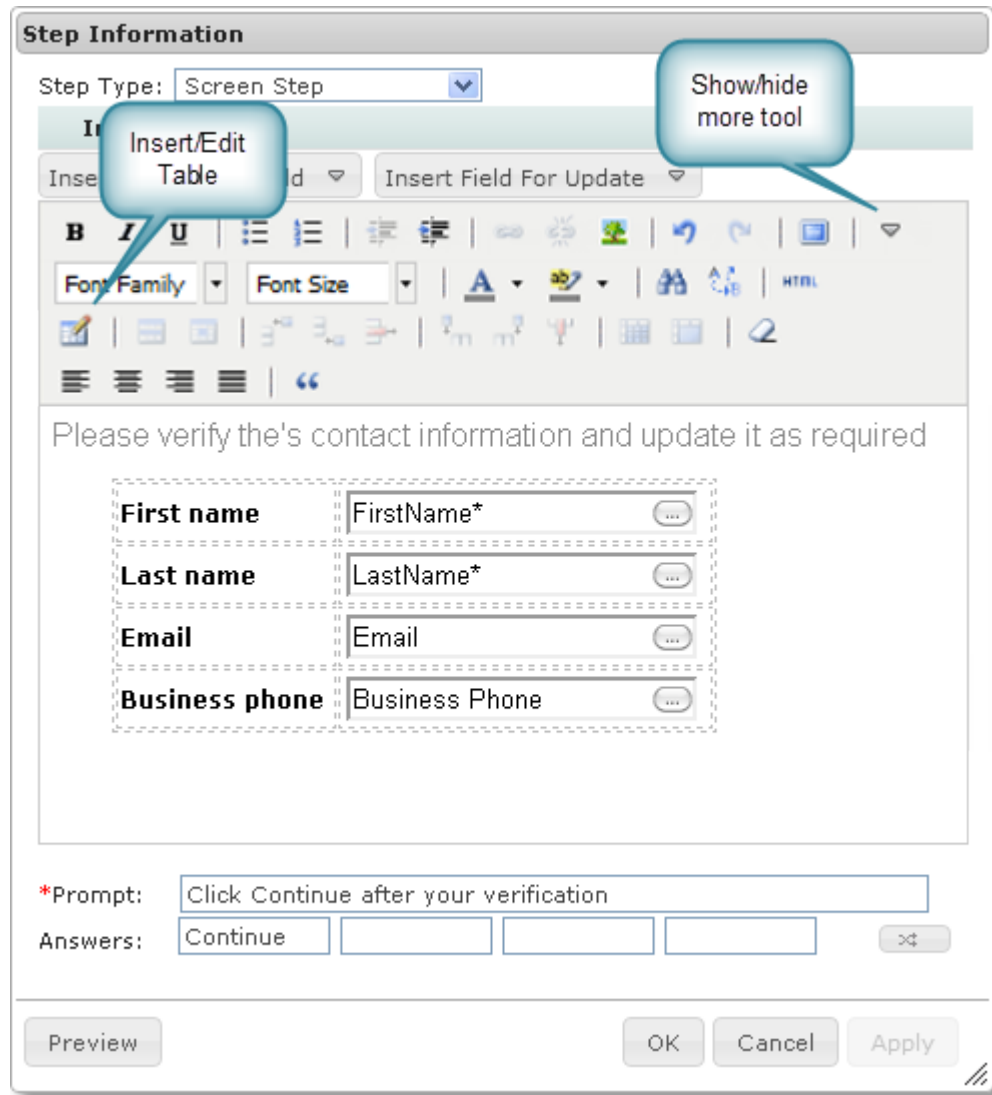 Step Information
Step Type: Screen Step
Show/hide
more tool
Insert/Edit
Table
Inse
ld
Insert Field For Update
B I U
Font Family Font Size A HTML
Please verify the's contact information and update it as required
First name FirstName* ...
Last name LastName* ...
Email Email ...
Business phone Business Phone ...
*Prompt: Click Continue after your verification
Answers: Continue
Preview OK Cancel Apply